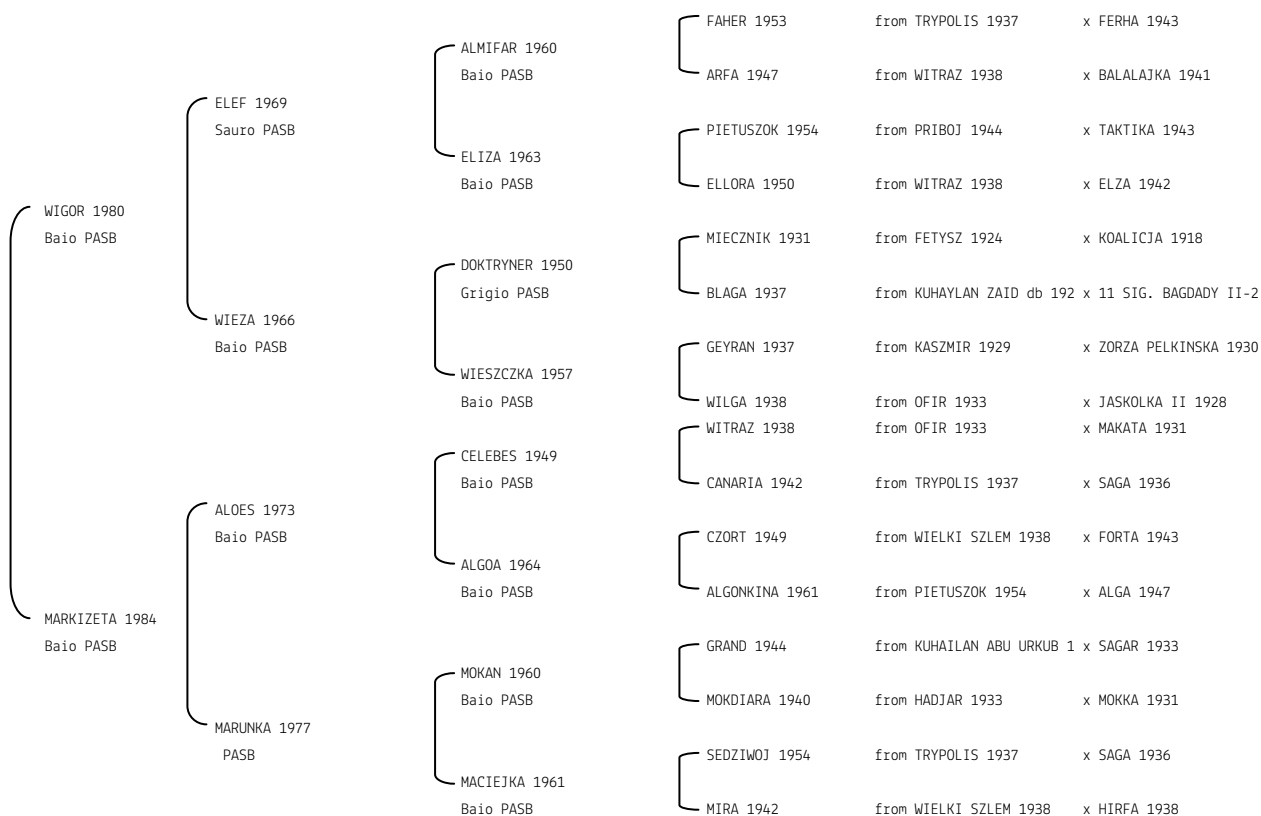 FAHER 1953 from TRYPOLIS 1937 x FERHA 1943
ALMIFAR 1960
Baio PASB ARFA 1947 from WITRAZ 1938 x BALALAJKA 1941
ELEF 1969
Sauro PASB PIETUSZOK 1954 from PRIBOJ 1944 x TAKTIKA 1943
ELIZA 1963
Baio PASB ELLORA 1950 from WITRAZ 1938 x ELZA 1942
WIGOR 1980
Baio PASB MIECZNIK 1931 from FETYSZ 1924 x KOALICJA 1918
DOKTRYNER 1950
Grigio PASB BLAGA 1937 from KUHAYLAN ZAID db 192 x 11 SIG. BAGDADY II-2
WIEZA 1966
Baio PASB GEYRAN 1937 from KASZMIR 1929 x ZORZA PELKINSKA 1930
WIESZCZKA 1957
Baio PASB WILGA 1938 from OFIR 1933 x JASKOLKA II 1928
WITRAZ 1938 from OFIR 1933 x MAKATA 1931
CELEBES 1949
Baio PASB CANARIA 1942 from TRYPOLIS 1937 x SAGA 1936
ALOES 1973
Baio PASB CZORT 1949 from WIELKI SZLEM 1938 x FORTA 1943
ALGOA 1964
Baio PASB ALGONKINA 1961 from PIETUSZOK 1954 x ALGA 1947
MARKIZETA 1984
Baio PASB GRAND 1944 from KUHAILAN ABU URKUB 1 x SAGAR 1933
MOKAN 1960
Baio PASB MOKDIARA 1940 from HADJAR 1933 x MOKKA 1931
MARUNKA 1977
PASB SEDZIWOJ 1954 from TRYPOLIS 1937 x SAGA 1936
MACIEJKA 1961
Baio PASB MIRA 1942 from WIELKI SZLEM 1938 x HIRFA 1938